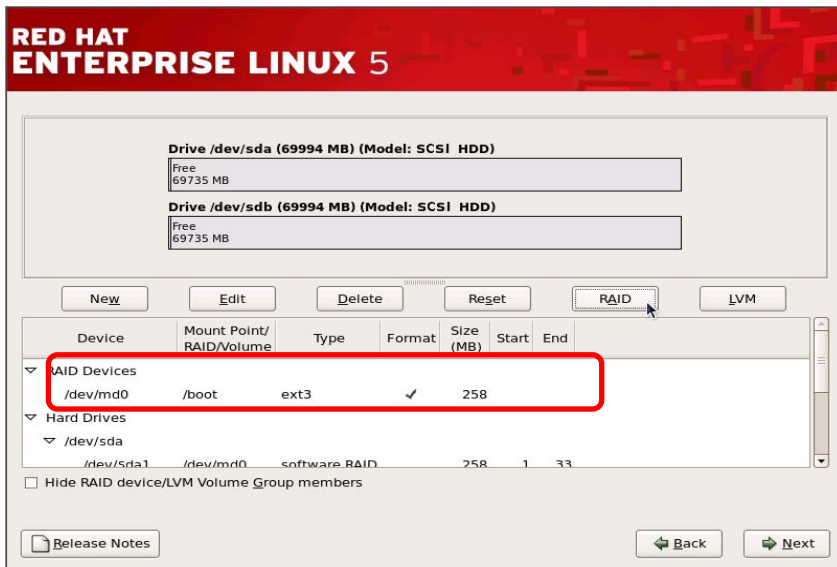 RED HAT
ENTERPRISE LINUX 5
Drive /dev/sda (69994 MB) (Model: SCSI HDD)
Free
69735 MB
Drive /dev/sdb (69994 MB) (Model: SCSI HDD)
Free
69735 MB
New Edit Delete Reset RAID LVM
Device Mount Point/ RAID/Volume Type Format Size (MB) Start End
RAID Devices
/dev/md0 /boot ext3 ✓ 258
Hard Drives
/dev/sda
/dev/sda1 /dev/md0 software RAID 258 1 33
Hide RAID device/LVM Volume Group members
Release Notes Back Next